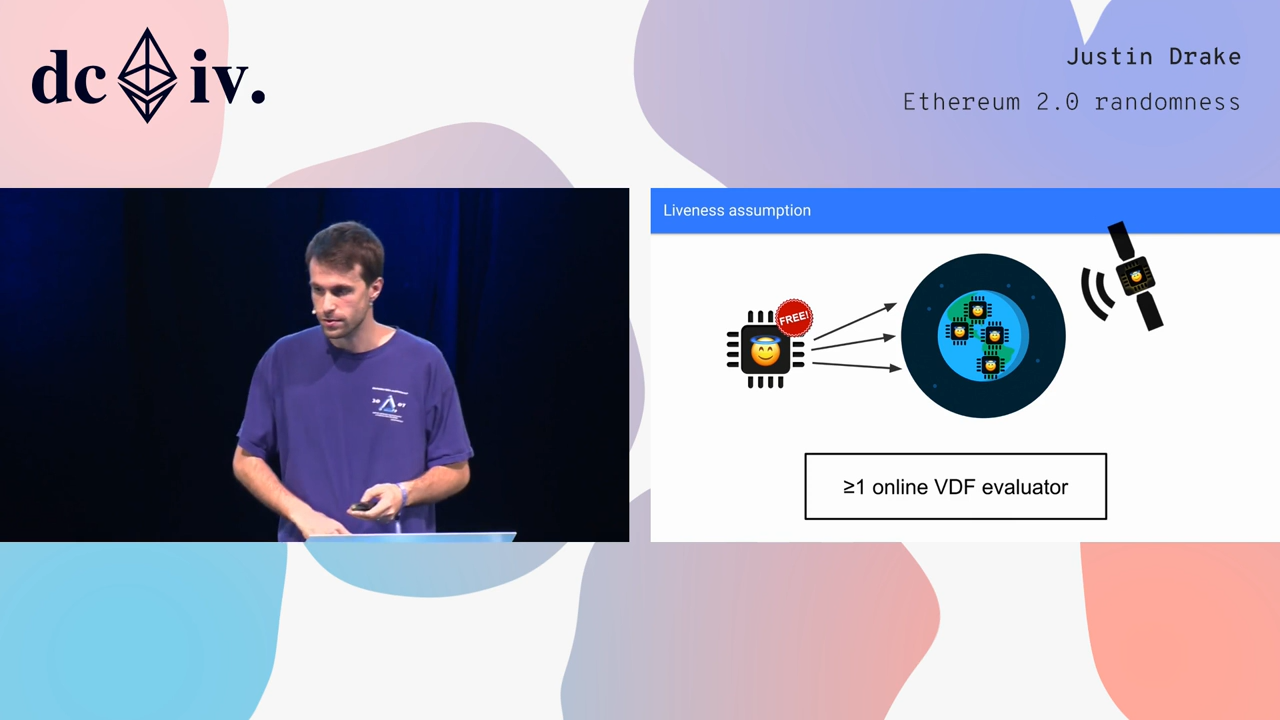 dc iv.
Justin Drake
Ethereum 2.0 randomness
Liveness assumption
FREE!
≥1 online VDF evaluator